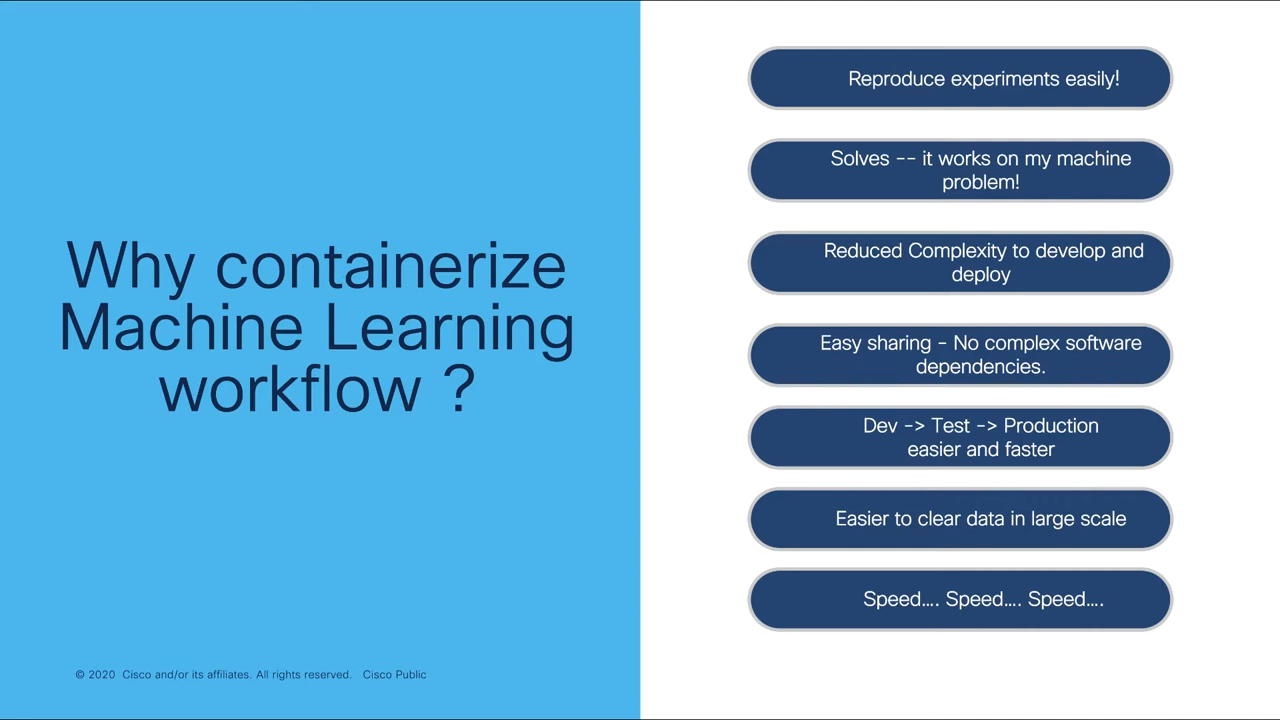 Why containerize
Machine Learning
workflow ?
Reproduce experiments easily!
Solves -- it works on my machine
problem!
Reduced Complexity to develop and
deploy
Easy sharing - No complex software
dependencies.
Dev -> Test -> Production
easier and faster
Easier to clear data in large scale
Speed.... Speed.... Speed....
© 2020 Cisco and/or its affiliates. All rights reserved. Cisco Public